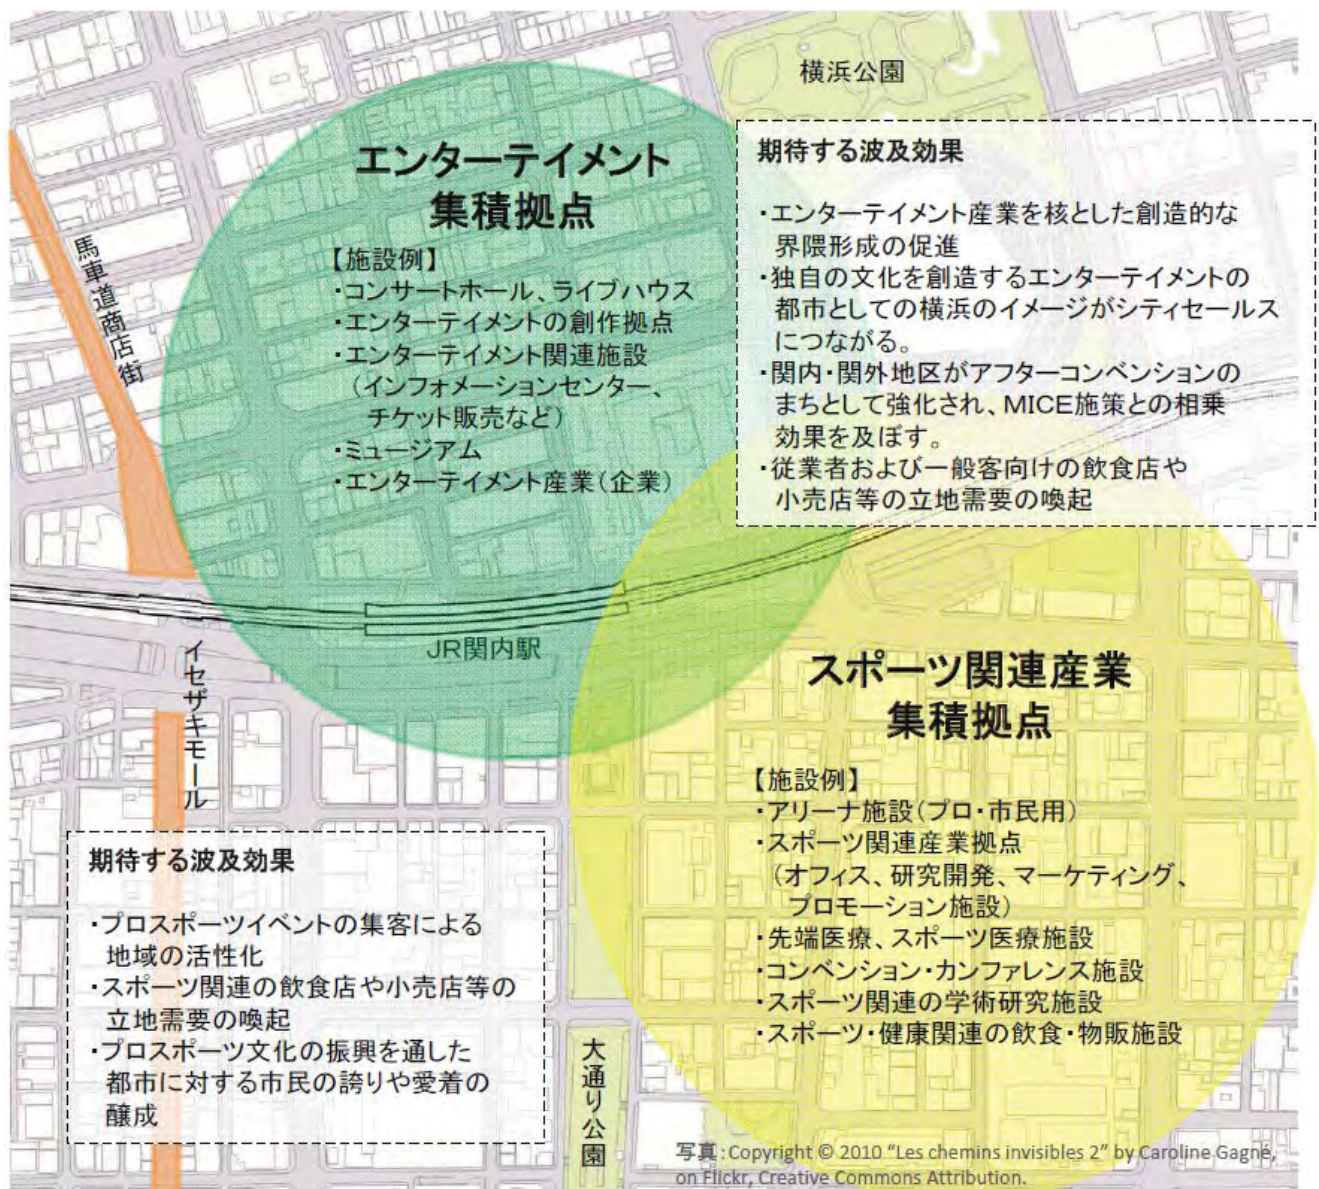 横浜公園
エンターテイメント
集積拠点
【施設例】
・コンサートホール、ライブハウス
・エンターテイメントの創作拠点
・エンターテイメント関連施設
（インフォメーションセンター、
チケット販売など）
・ミュージアム
・エンターテイメント産業（企業）
期待する波及効果
・エンターテイメント産業を核とした創造的な
界隈形成の促進
・独自の文化を創造するエンターテイメントの
都市としての横浜のイメージがシティセールス
につながる。
・関内・関外地区がアフターコンベンションの
まちとして強化され、MICE施策との相乗
効果を及ぼす。
・従業者および一般客向けの飲食店や
小売店等の立地需要の喚起
馬車道商店街
JR関内駅
イセザキモール
スポーツ関連産業
集積拠点
【施設例】
・アリーナ施設（プロ・市民用）
・スポーツ関連産業拠点
（オフィス、研究開発、マーケティング、
プロモーション施設）
・先端医療、スポーツ医療施設
・コンベンション・カンファレンス施設
・スポーツ関連の学術研究施設
・スポーツ・健康関連の飲食・物販施設
期待する波及効果
・プロスポーツイベントの集客による
地域の活性化
・スポーツ関連の飲食店や小売店等の
立地需要の喚起
・プロスポーツ文化の振興を通した
都市に対する市民の誇りや愛着の
醸成
大通り公園
写真：Copyright © 2010 "Les chemins invisibles 2" by Caroline Gagné,
on Flickr, Creative Commons Attribution.